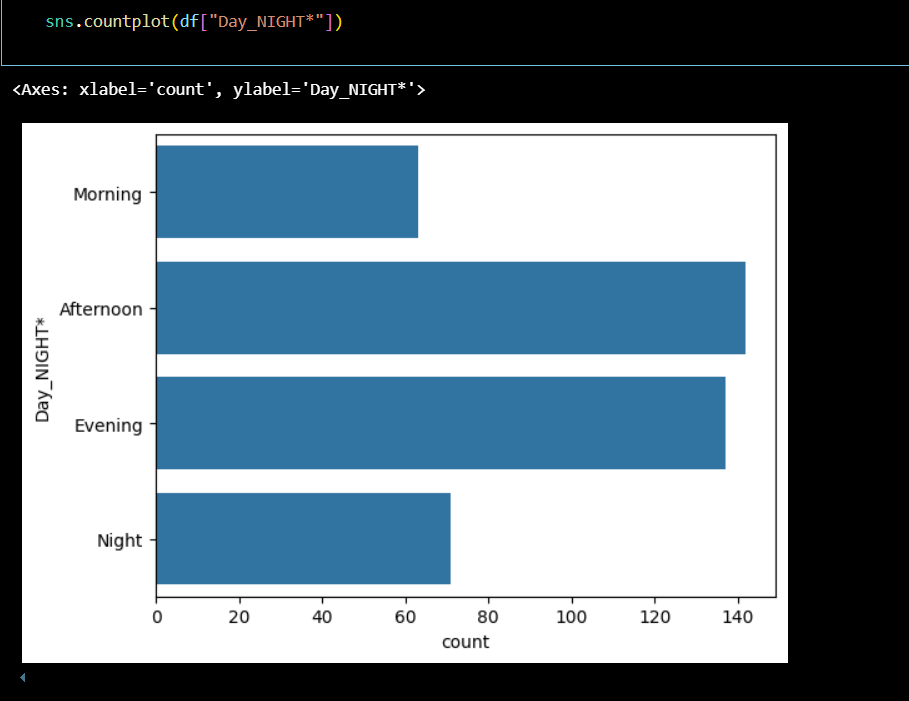 sns.countplot(df["Day_NIGHT*"])
<Axes: xlabel='count', ylabel='Day_NIGHT*'>
Morning
Afternoon
Evening
Night
Day_NIGHT*
0 20 40 60 80 100 120 140
count